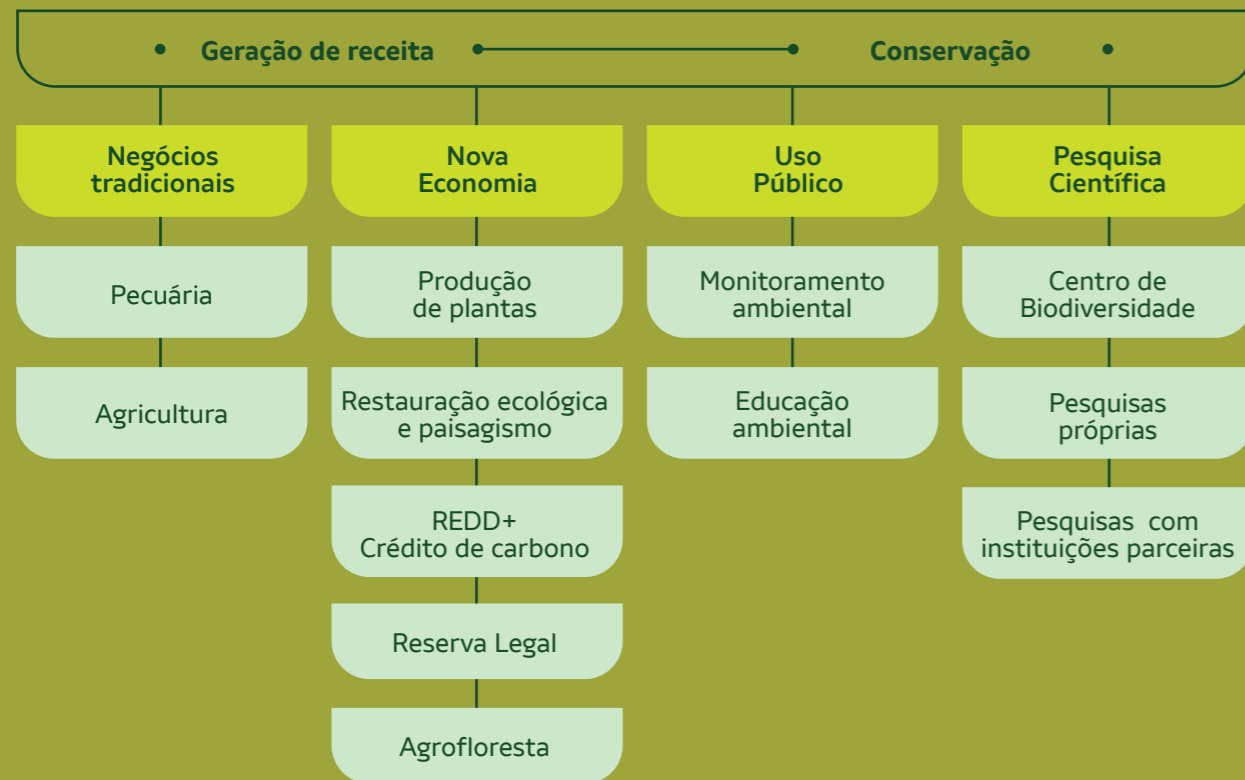 Geração de receita
Conservação
Negócios
tradicionais
Pecuária
Agricultura
Nova
Economia
Produção
de plantas
Restauração ecológica
e paisagismo
REDD+
Crédito de carbono
Reserva Legal
Agrofloresta
Uso
Público
Monitoramento
ambiental
Educação
ambiental
Pesquisa
Científica
Centro de
Biodiversidade
Pesquisas
próprias
Pesquisas com
instituições parceiras